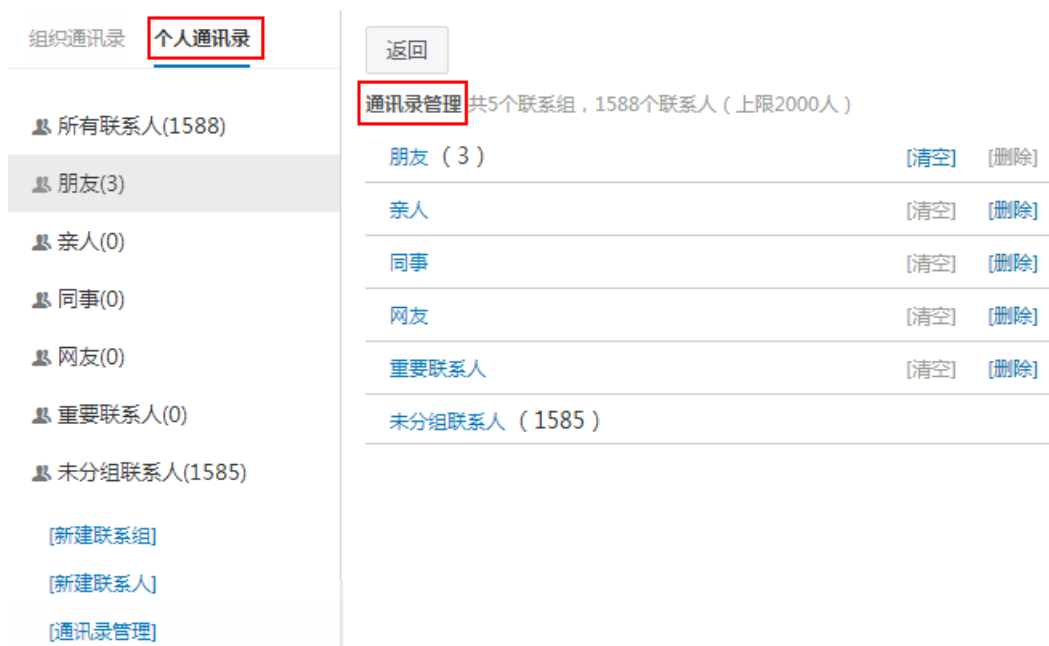 组织通讯录 个人通讯录
所有联系人(1588)
朋友(3)
亲人(0)
同事(0)
网友(0)
重要联系人(0)
未分组联系人(1585)
[新建联系组]
[新建联系人]
[通讯录管理]
返回
通讯录管理 共5个联系组，1588个联系人（上限2000人）
朋友（3） [清空] [删除]
亲人 [清空] [删除]
同事 [清空] [删除]
网友 [清空] [删除]
重要联系人 [清空] [删除]
未分组联系人（1585）